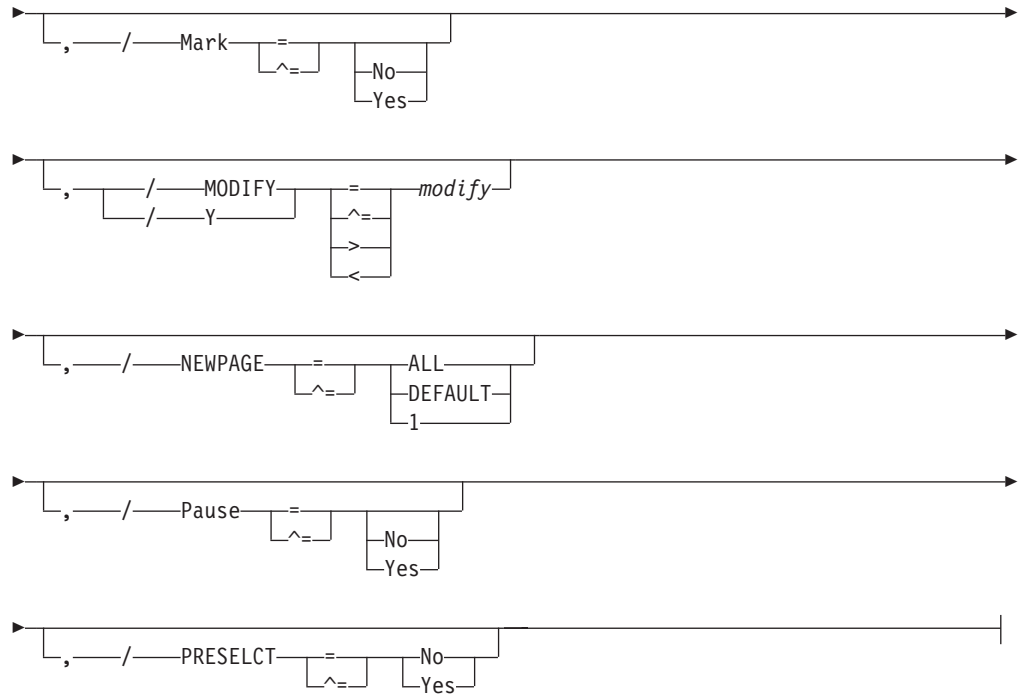 , / Mark =
^= No
Yes
, / MODIFY = modify
/ Y ^=
>
<
, / NEWPAGE = ALL
^= DEFAULT
1
, / Pause =
^= No
Yes
, / PRESELCT = No
^= Yes